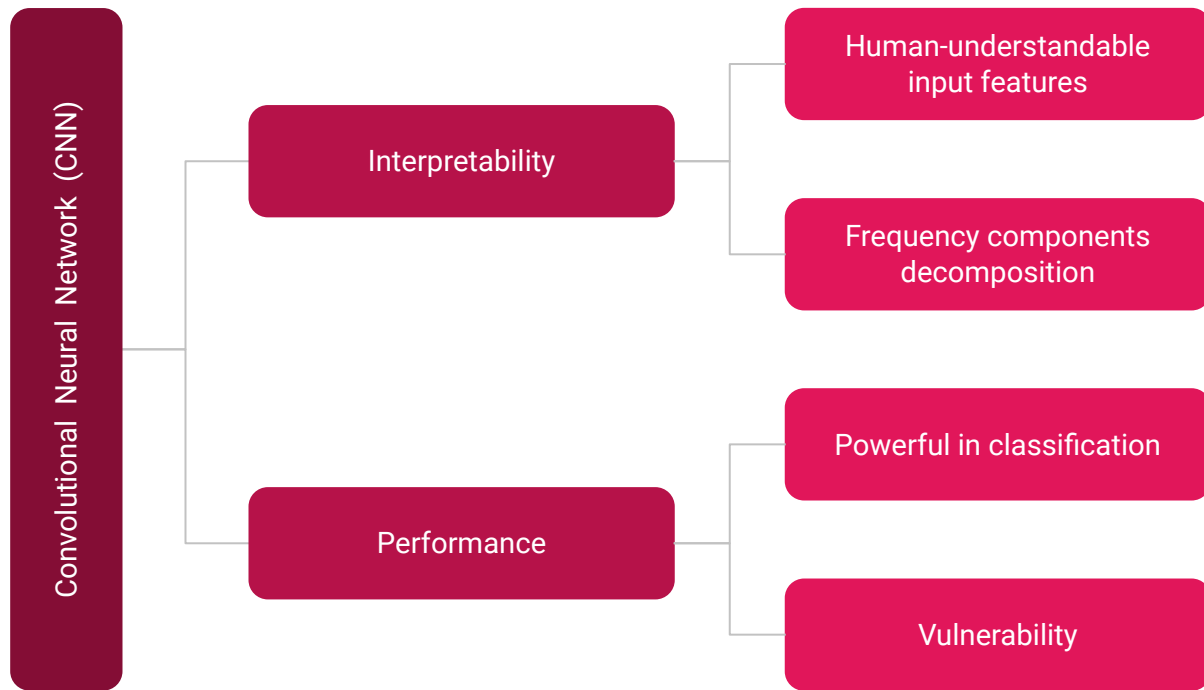 Convolutional Neural Network (CNN)
Interpretability
Human-understandable
input features
Frequency components
decomposition
Performance
Powerful in classification
Vulnerability